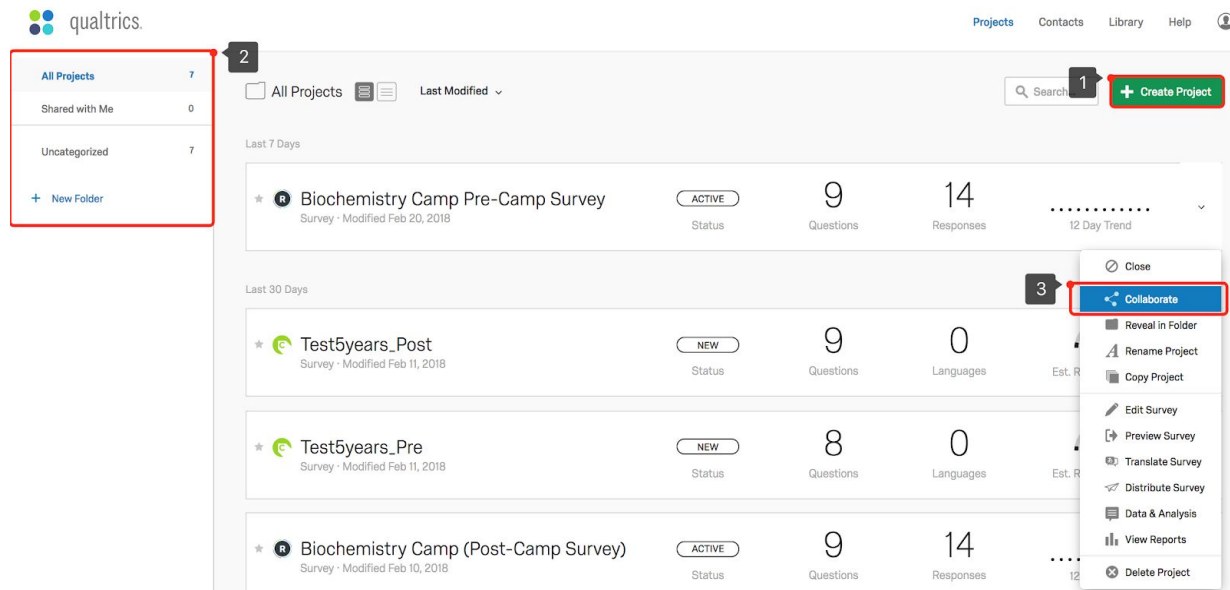 qualtrics.
Projects Contacts Library Help
2
All Projects 7
Shared with Me 0
Uncategorized 7
+ New Folder
All Projects Last Modified
Search...
1
+ Create Project
Last 7 Days
R Biochemistry Camp Pre-Camp Survey
Survey · Modified Feb 20, 2018
ACTIVE
Status
9
Questions
14
Responses
12 Day Trend
Last 30 Days
3
Close
Collaborate
Reveal in Folder
Rename Project
Copy Project
Edit Survey
Preview Survey
Translate Survey
Distribute Survey
Data & Analysis
View Reports
Delete Project
C Test5years_Post
Survey · Modified Feb 11, 2018
NEW
Status
9
Questions
0
Languages
Est. R
C Test5years_Pre
Survey · Modified Feb 11, 2018
NEW
Status
8
Questions
0
Languages
Est. R
R Biochemistry Camp (Post-Camp Survey)
Survey · Modified Feb 10, 2018
ACTIVE
Status
9
Questions
14
Responses
12